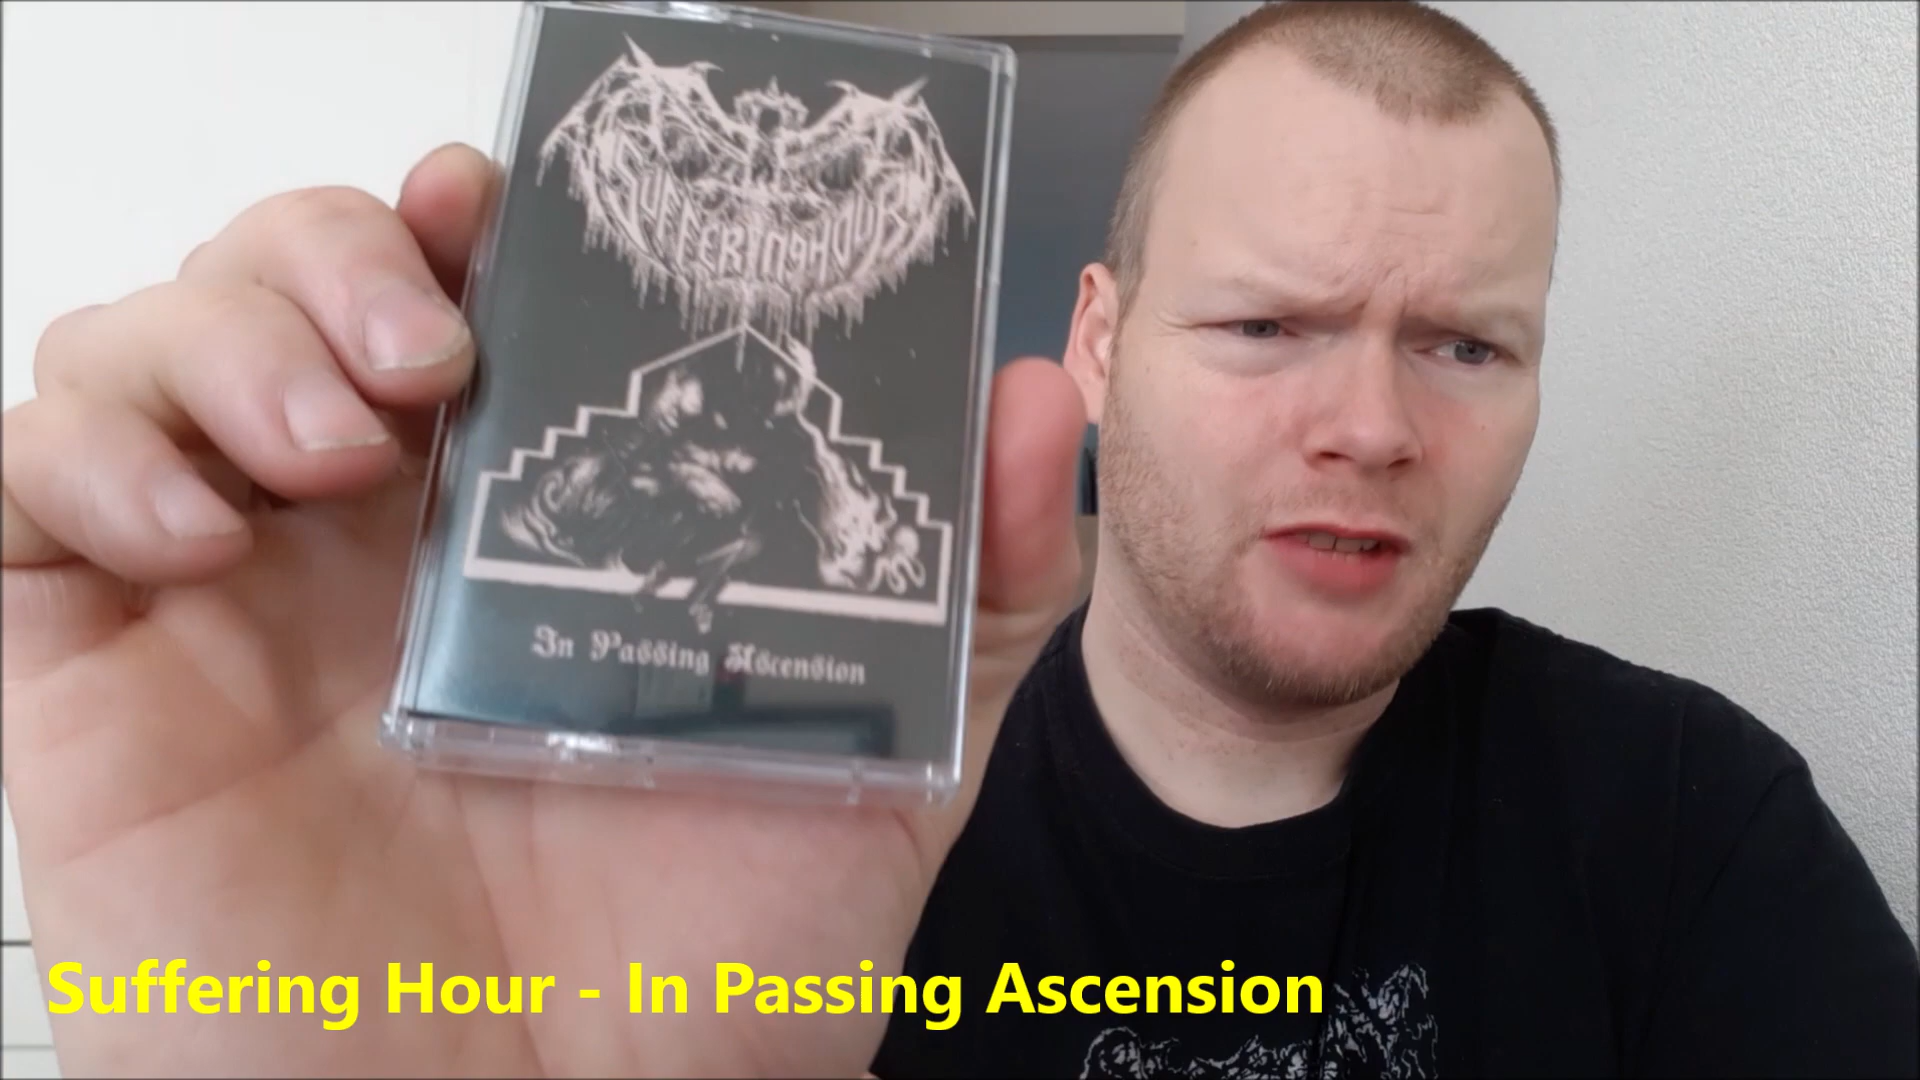 SUFFERING HOUR
In Passing Ascension
Suffering Hour - In Passing Ascension